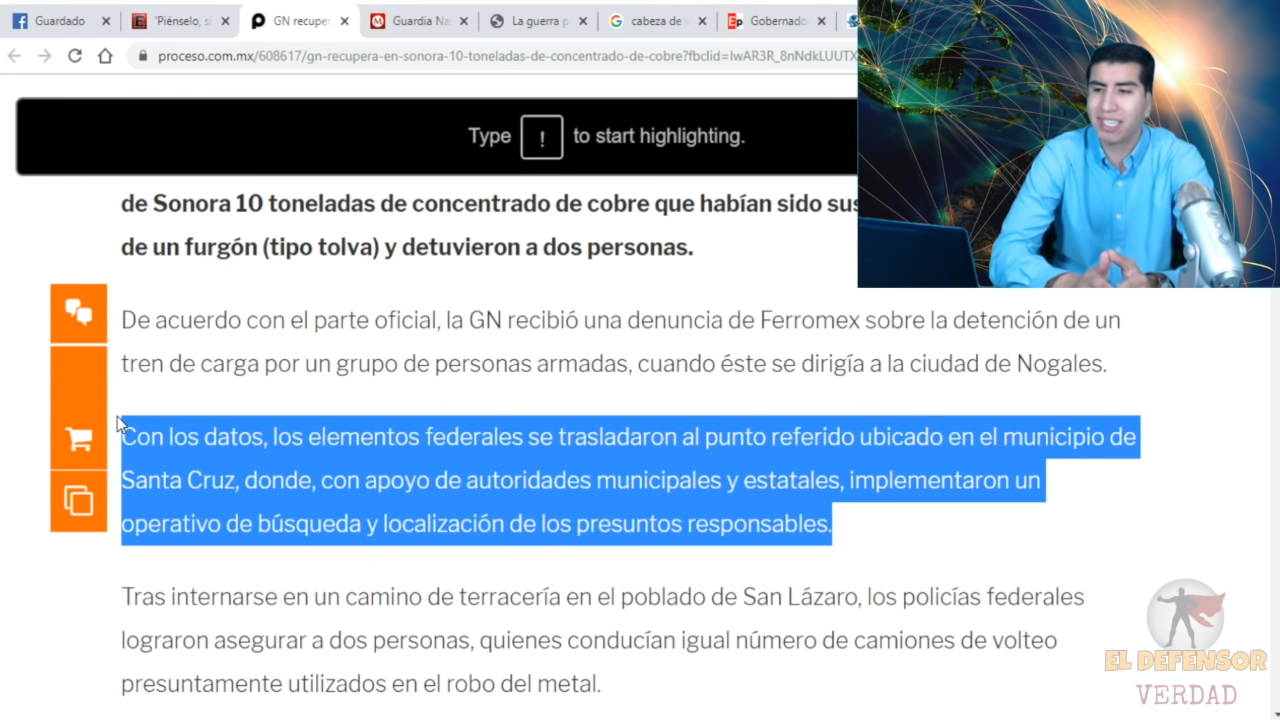 Guardado
'Piénselo, si
GN recupe
Guardia Na
La guerra p
cabeza de v
Gobernado
proceso.com.mx/608617/gn-recupera-en-sonora-10-toneladas-de-concentrado-de-cobre?fbclid=IwAR3R_8nNdkLUUTX
Type ! to start highlighting.
de Sonora 10 toneladas de concentrado de cobre que habían sido sus
de un furgón (tipo tolva) y detuvieron a dos personas.
De acuerdo con el parte oficial, la GN recibió una denuncia de Ferromex sobre la detención de un
tren de carga por un grupo de personas armadas, cuando éste se dirigía a la ciudad de Nogales.
Con los datos, los elementos federales se trasladaron al punto referido ubicado en el municipio de
Santa Cruz, donde, con apoyo de autoridades municipales y estatales, implementaron un
operativo de búsqueda y localización de los presuntos responsables.
Tras internarse en un camino de terracería en el poblado de San Lázaro, los policías federales
lograron asegurar a dos personas, quienes conducían igual número de camiones de volteo
presuntamente utilizados en el robo del metal.
EL DEFENSOR
VERDAD